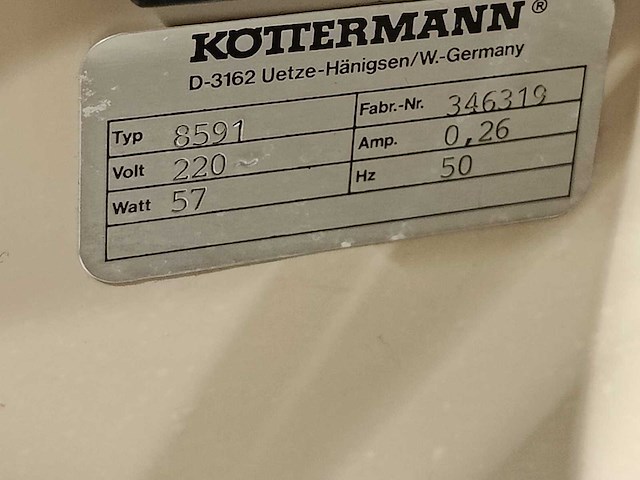 KÖTTERMANN®
D-3162 Uetze-Hänigsen/W.-Germany
Typ 8591 Fabr.-Nr. 346319
Volt 220~ Amp. 0,26
Watt 57 Hz 50